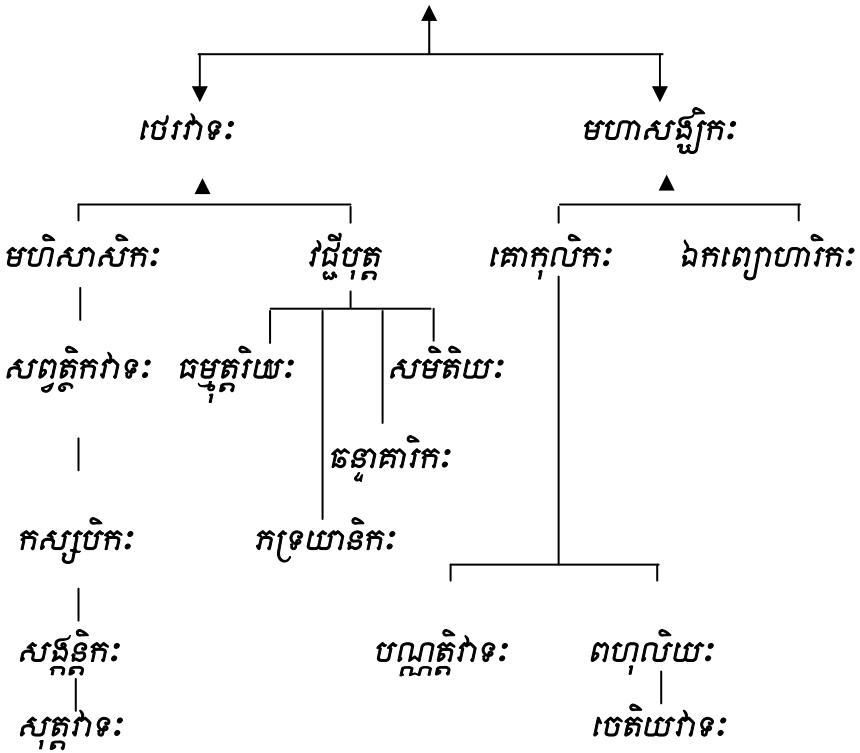 ថេរវាទៈ មហាសង្ឃិកៈ
មហិសាសិកៈ វជ្ជីបុត្ត គោកុលិកៈ ឯកព្យោហារិកៈ
សព្វត្ថិកវាទៈ ធម្មុត្តរិយៈ សមិតិយៈ
ឆន្ទាគារិកៈ
កស្សបិកៈ ភទ្រយានិកៈ
សង្កន្តិកៈ បណ្ណត្តិវាទៈ ពហុលិយៈ
សុត្តវាទៈ ចេតិយវាទៈ